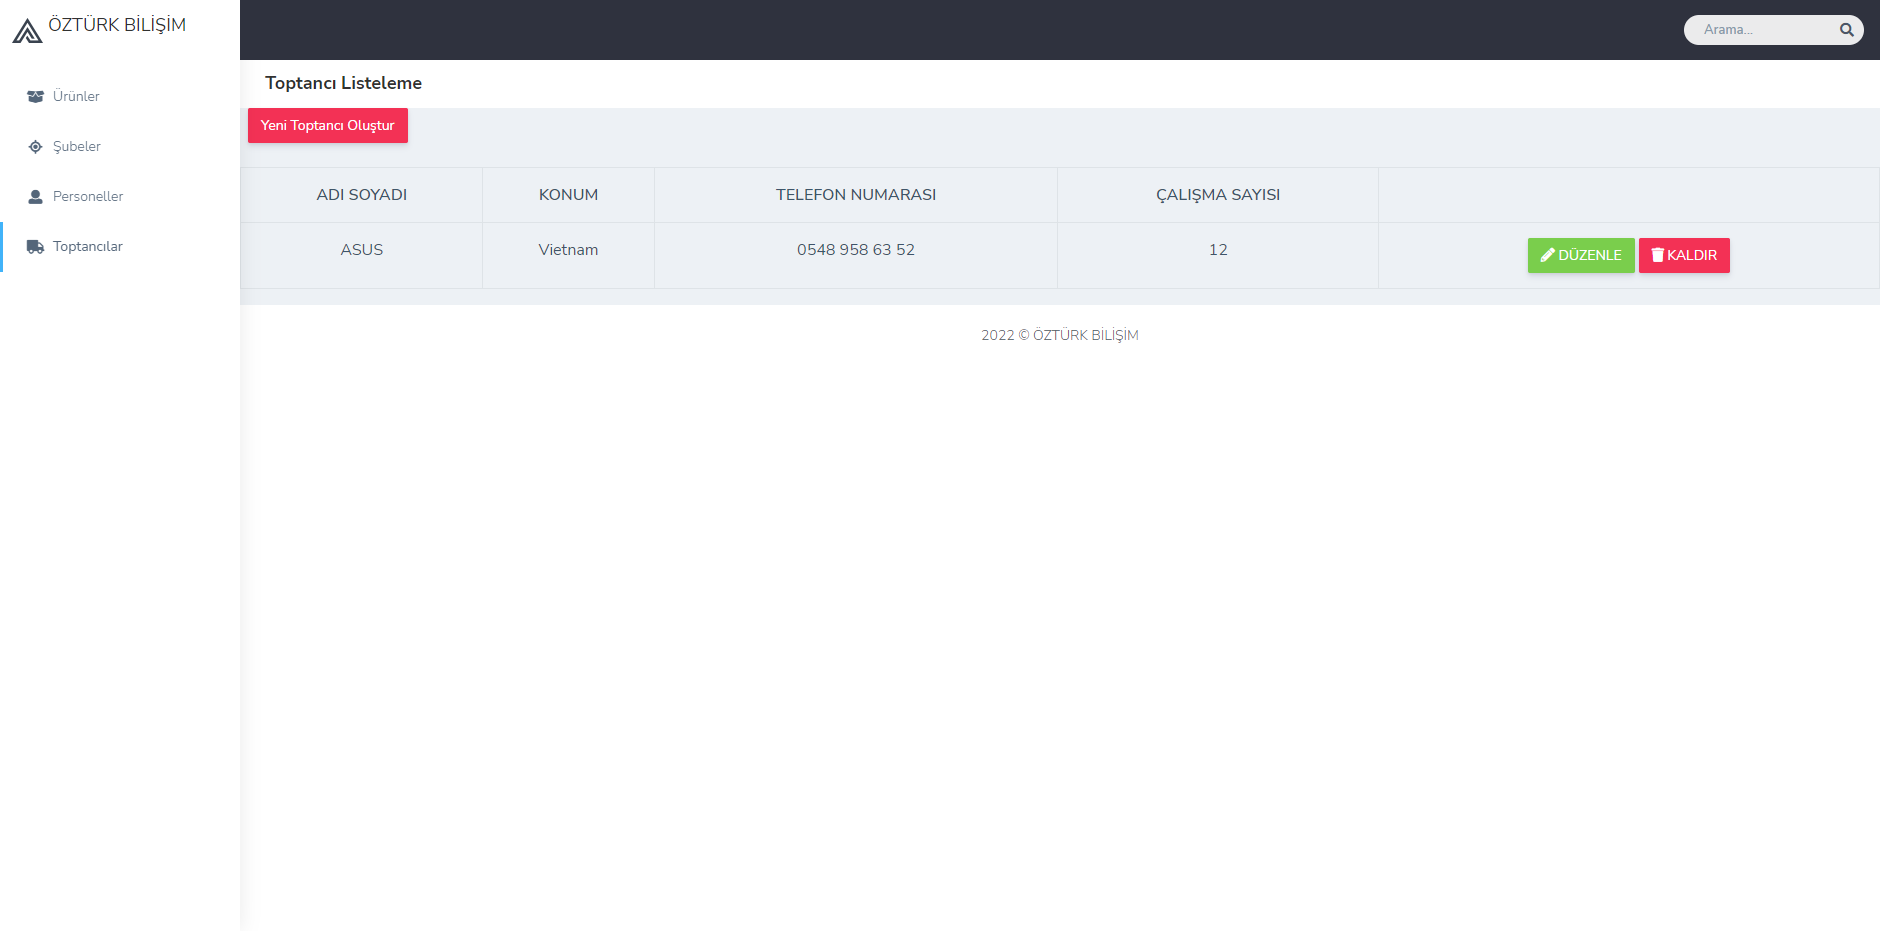 ÖZTÜRK BİLİŞİM
Arama...
Ürünler
Şubeler
Personeller
Toptancılar
Toptancı Listeleme
Yeni Toptancı Oluştur
ADI SOYADI KONUM TELEFON NUMARASI ÇALIŞMA SAYISI
ASUS Vietnam 0548 958 63 52 12 DÜZENLE KALDIR
2022 © ÖZTÜRK BİLİŞİM